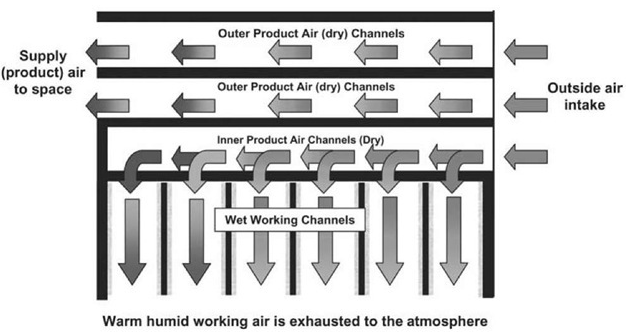 Outer Product Air (dry) Channels
Supply
(product) air
to space
Outer Product Air (dry) Channels
Outside air
intake
Inner Product Air Channels (Dry)
Wet Working Channels
Warm humid working air is exhausted to the atmosphere